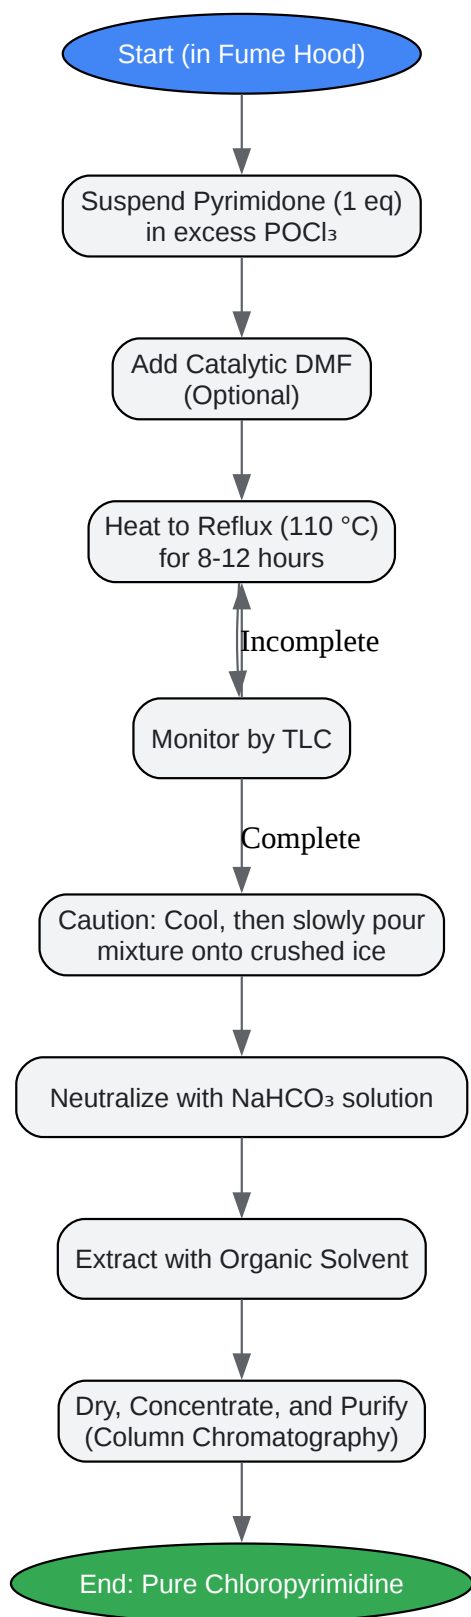 Start (in Fume Hood)
Suspend Pyrimidone (1 eq)
in excess POCl₃
Add Catalytic DMF
(Optional)
Heat to Reflux (110 °C)
for 8-12 hours
Incomplete
Monitor by TLC
Complete
Caution: Cool, then slowly pour
mixture onto crushed ice
Neutralize with NaHCO₃ solution
Extract with Organic Solvent
Dry, Concentrate, and Purify
(Column Chromatography)
End: Pure Chloropyrimidine